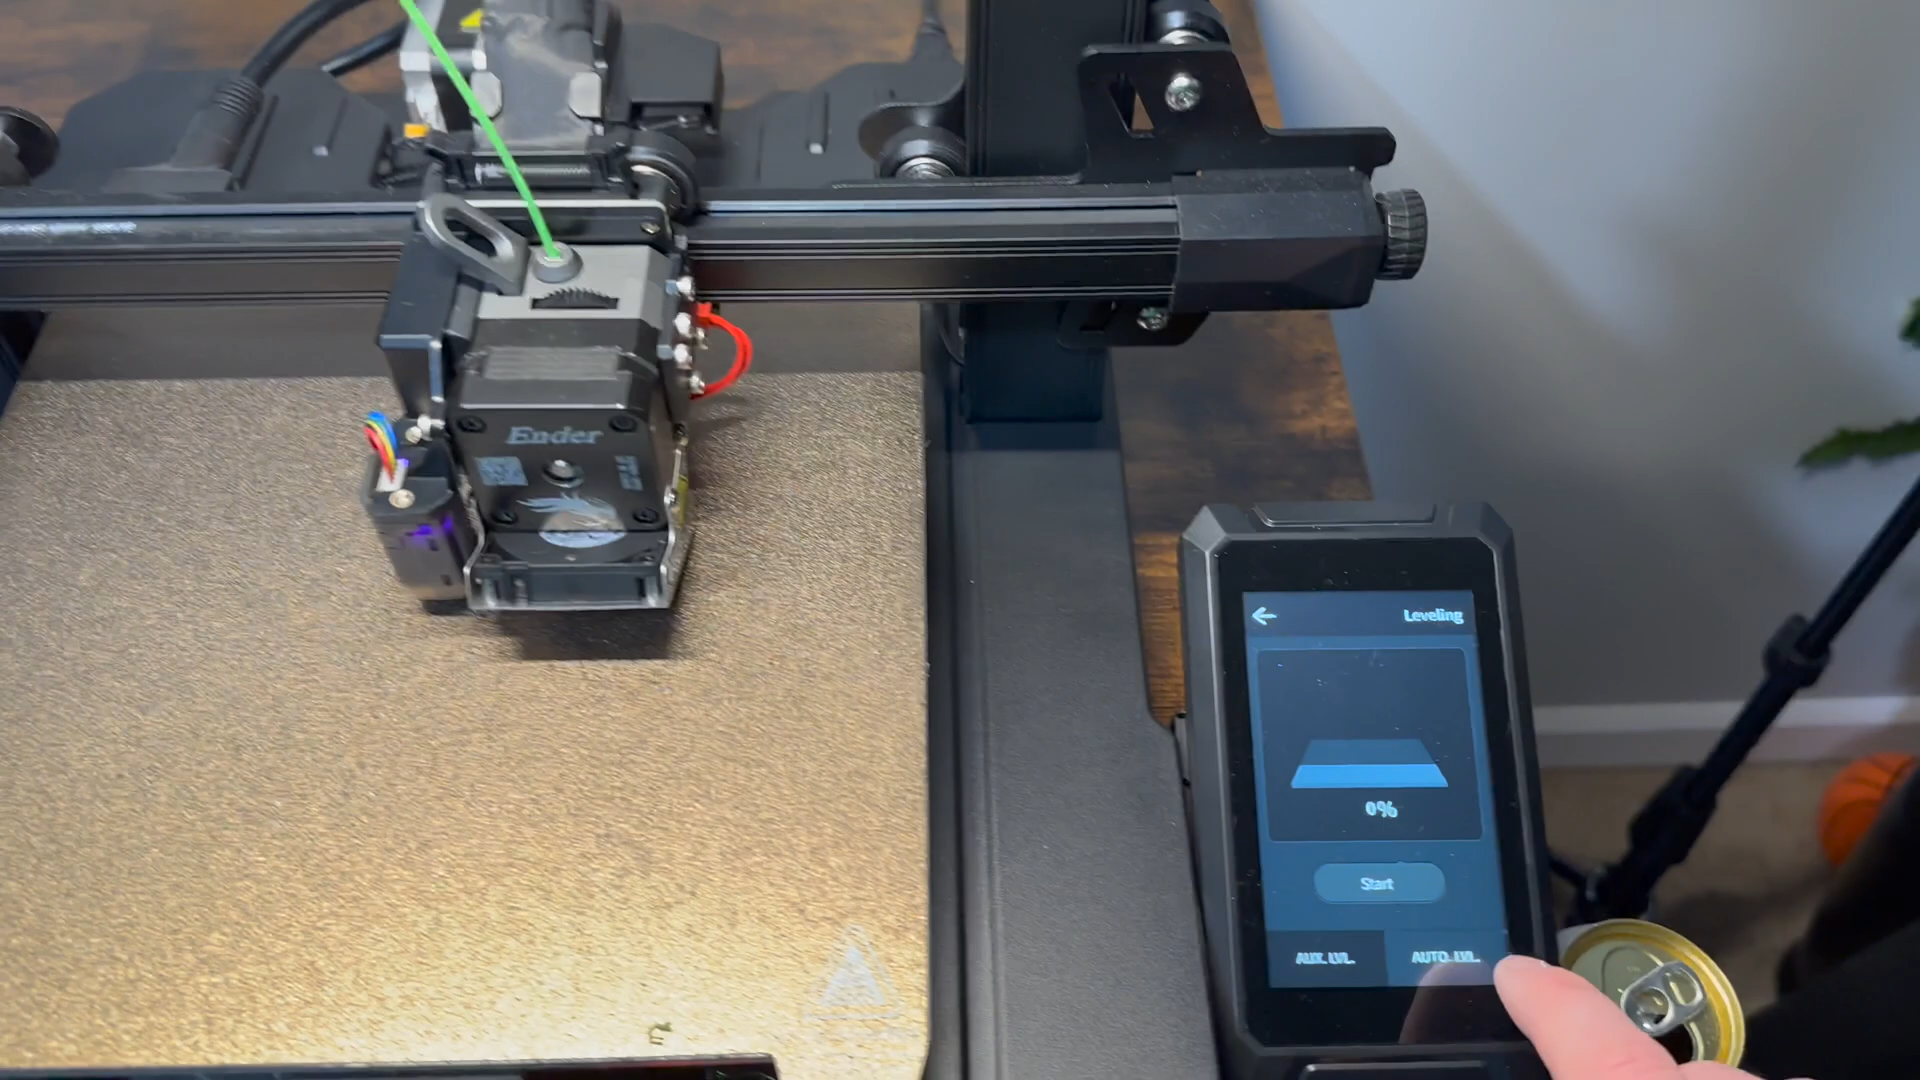 Ender
Leveling
0%
Start
AUX. LVL.
AUTO. LVL.